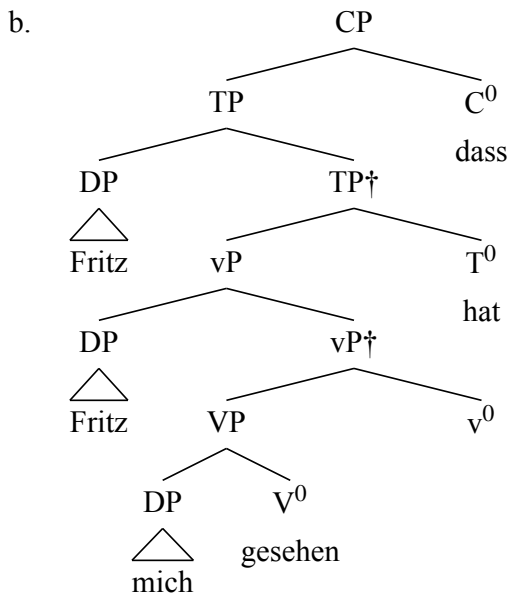 b. CP
TP C⁰
dass
DP TP†
Fritz vP T⁰
hat
DP vP†
Fritz VP v⁰
DP V⁰
gesehen
mich